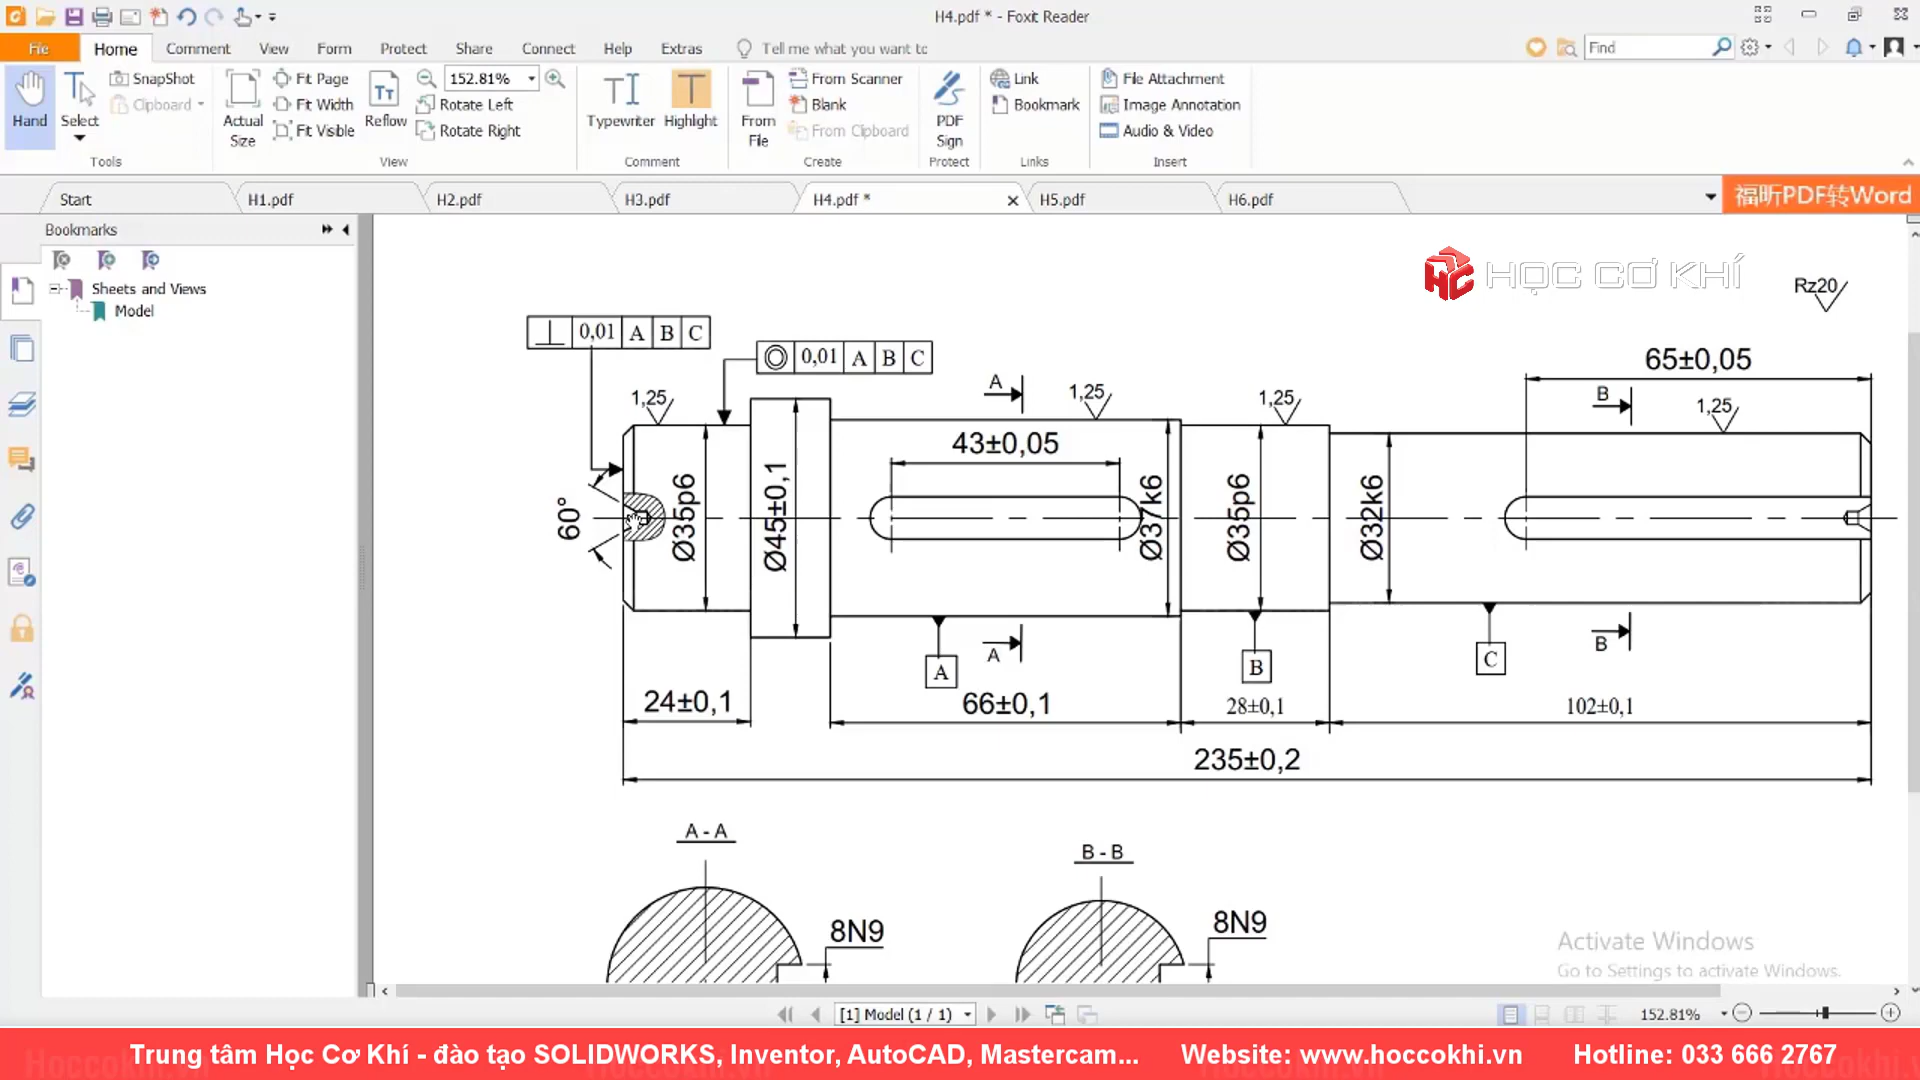 H4.pdf * - Foxit Reader
File Home Comment View Form Protect Share Connect Help Extras Tell me what you want to Find
Hand
Select
SnapShot
Clipboard
Tools
Actual
Size
Fit Page
Fit Width
Fit Visible
Reflow
152.81%
Rotate Left
Rotate Right
View
Typewriter
Highlight
Comment
From
File
From Scanner
Blank
From Clipboard
Create
PDF
Sign
Protect
Link
Bookmark
Links
File Attachment
Image Annotation
Audio & Video
Insert
Start H1.pdf H2.pdf H3.pdf H4.pdf * H5.pdf H6.pdf 福昕PDF转Word
Bookmarks
Sheets and Views
Model
HỌC CƠ KHÍ
Rz20
0,01 A B C
0,01 A B C
65±0,05
1,25
A
1,25
1,25
B
1,25
43±0,05
60°
Ø35p6
Ø45±0,1
Ø37k6
Ø35p6
Ø32k6
A
A
B
C
B
24±0,1
66±0,1
28±0,1
102±0,1
235±0,2
A - A
B - B
8N9
8N9
Activate Windows
Go to Settings to activate Windows.
[1] Model (1 / 1)
152.81%
Trung tâm Học Cơ Khí - đào tạo SOLIDWORKS, Inventor, AutoCAD, Mastercam... Website: www.hoccokhi.vn Hotline: 033 666 2767